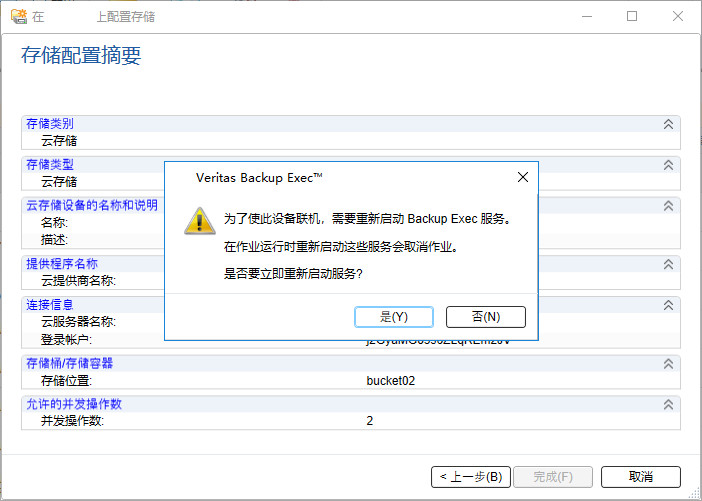 在 上配置存储
存储配置摘要
存储类别
云存储
存储类型
云存储
云存储设备的名称和说明
名称:
描述:
提供程序名称
云提供商名称:
连接信息
云服务器名称:
登录帐户:
存储桶/存储容器
存储位置: bucket02
允许的并发操作数
并发操作数: 2
Veritas Backup Exec™
为了使此设备联机，需要重新启动 Backup Exec 服务。
在作业运行时重新启动这些服务会取消作业。
是否要立即重新启动服务?
是(Y) 否(N)
< 上一步(B) 完成(F) 取消